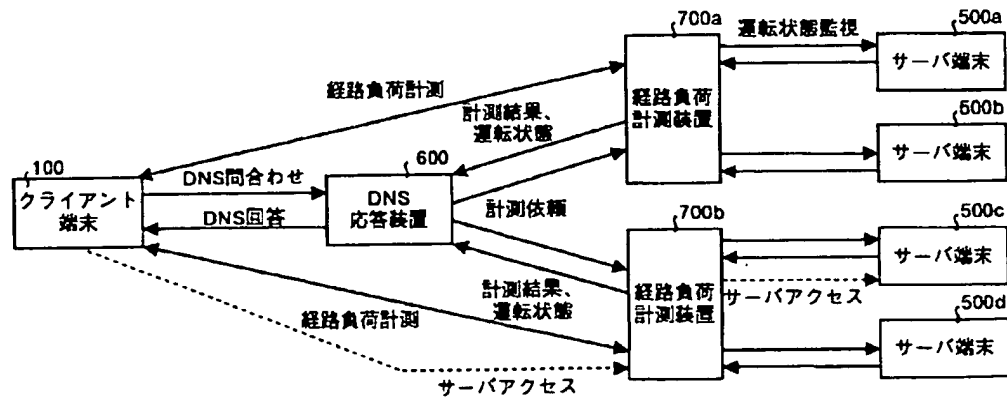 700a
運転状態監視
500a
サーバ端末
経路負荷計測
計測結果、
運転状態
経路負荷
計測装置
500b
サーバ端末
100
クライアント
端末
DNS問合わせ
DNS回答
600
DNS
応答装置
計測依頼
700b
経路負荷
計測装置
500c
サーバ端末
サーバアクセス
計測結果、
運転状態
経路負荷計測
500d
サーバ端末
サーバアクセス